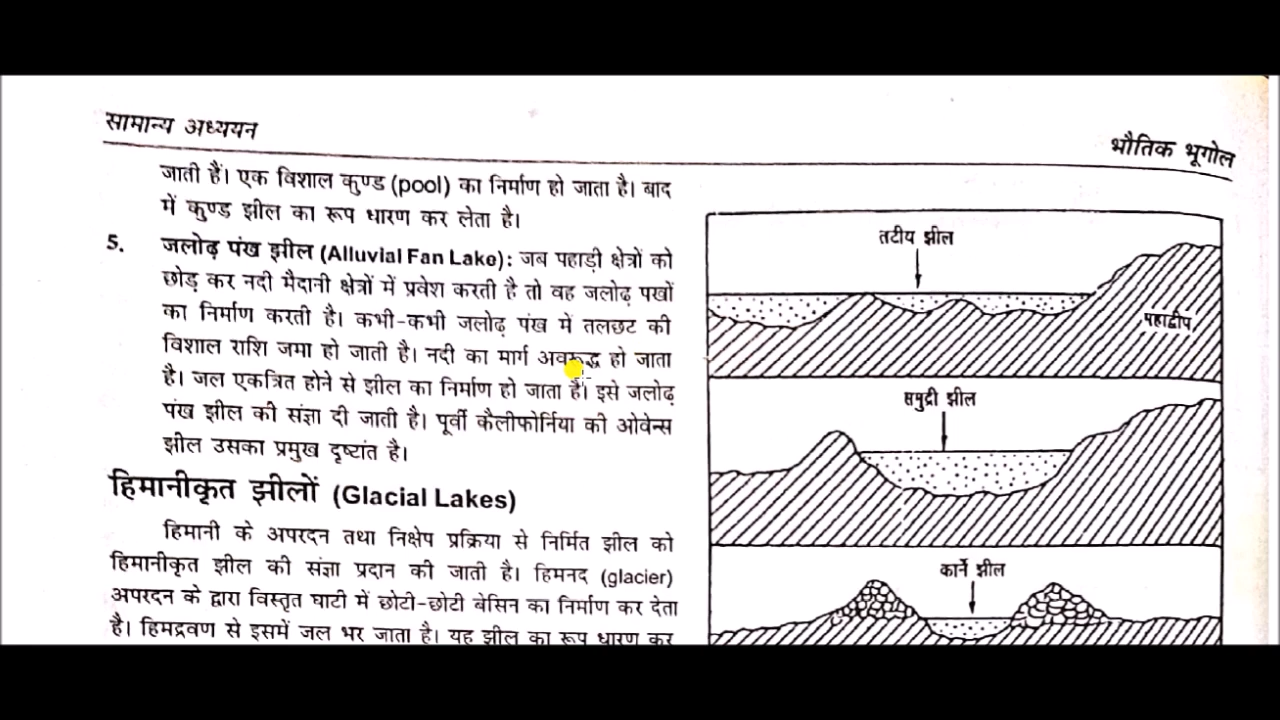 सामान्य अध्ययन
भौतिक भूगोल
जाती हैं। एक विशाल कुण्ड (pool) का निर्माण हो जाता है। बाद
में कुण्ड झील का रूप धारण कर लेता है।
5. जलोढ़ पंख झील (Alluvial Fan Lake): जब पहाड़ी क्षेत्रों को
छोड़ कर नदी मैदानी क्षेत्रों में प्रवेश करती है तो वह जलोढ़ पखों
का निर्माण करती है। कभी-कभी जलोढ़ पंख में तलछट की
विशाल राशि जमा हो जाती है। नदी का मार्ग अवरूद्ध हो जाता
है। जल एकत्रित होने से झील का निर्माण हो जाता है। इसे जलोढ़
पंख झील की संज्ञा दी जाती है। पूर्वी कैलीफोर्निया की ओवेन्स
झील उसका प्रमुख दृष्टांत है।
हिमानीकृत झीलों (Glacial Lakes)
हिमानी के अपरदन तथा निक्षेप प्रक्रिया से निर्मित झील को
हिमानीकृत झील की संज्ञा प्रदान की जाती है। हिमनद (glacier)
अपरदन के द्वारा विस्तृत घाटी में छोटी-छोटी बेसिन का निर्माण कर देता
है। हिमद्रवण से इसमें जल भर जाता है। यह झील का रूप धारण कर
तटीय झील
पहाद्वीप
समुद्री झील
कार्ने झील